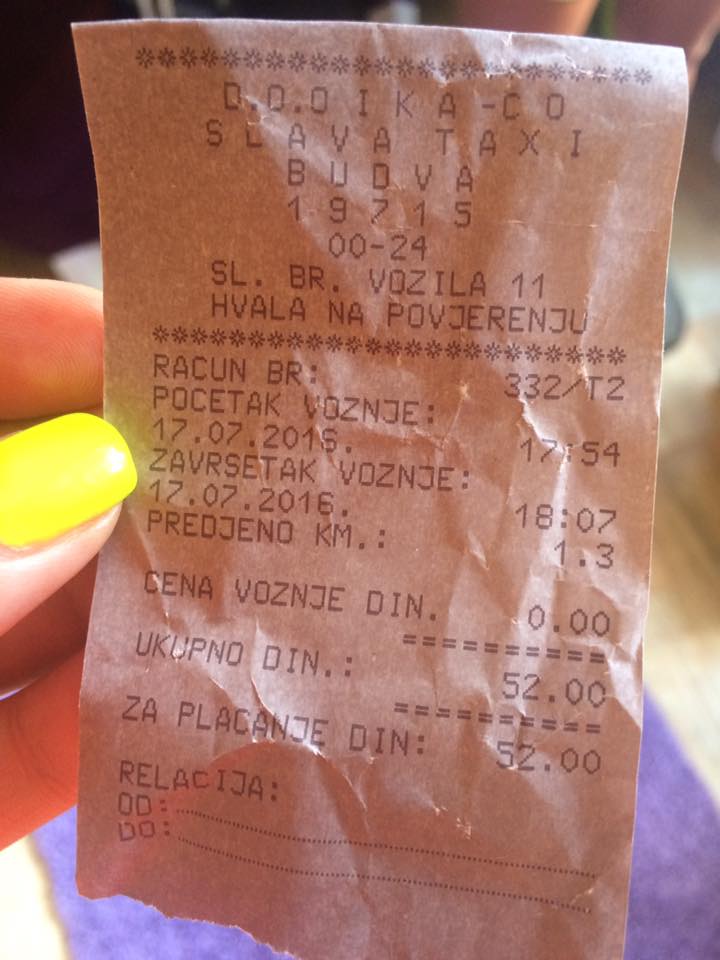 ✲✲✲✲✲✲✲✲✲✲✲✲✲✲✲✲✲✲✲✲✲✲✲✲
D.O.O I K A -C O
S L A V A T A X I
B U D V A
1 9 7 1 5
00-24
SL. BR. VOZILA 11
HVALA NA POVJERENJU
✲✲✲✲✲✲✲✲✲✲✲✲✲✲✲✲✲✲✲✲✲✲✲✲
RACUN BR: 332/T2
POCETAK VOZNJE:
17.07.2016. 17:54
ZAVRSETAK VOZNJE:
17.07.2016. 18:07
PREDJENO KM.: 1.3
CENA VOZNJE DIN. 0.00
==========
UKUPNO DIN.: 52.00
==========
ZA PLACANJE DIN: 52.00
RELACIJA:
OD:..............................
DO:..............................